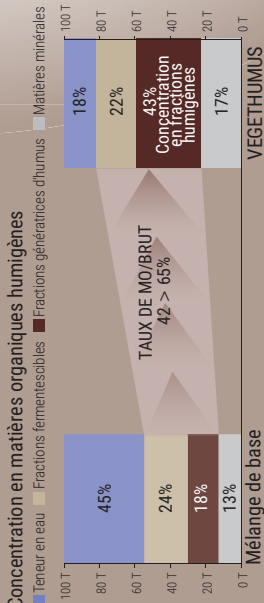 Concentration en matières organiques humigènes
Teneur en eau
Fractions fermentescibles
Fractions génératrices d'humus
Matières minérales
100 T
80 T
60 T
40 T
20 T
0 T
45%
24%
18%
13%
Mélange de base
TAUX DE MO/BRUT
42 > 65%
100 T
80 T
60 T
40 T
20 T
0 T
18%
22%
43%
Concentration
en fractions
humigènes
17%
VEGETHUMUS